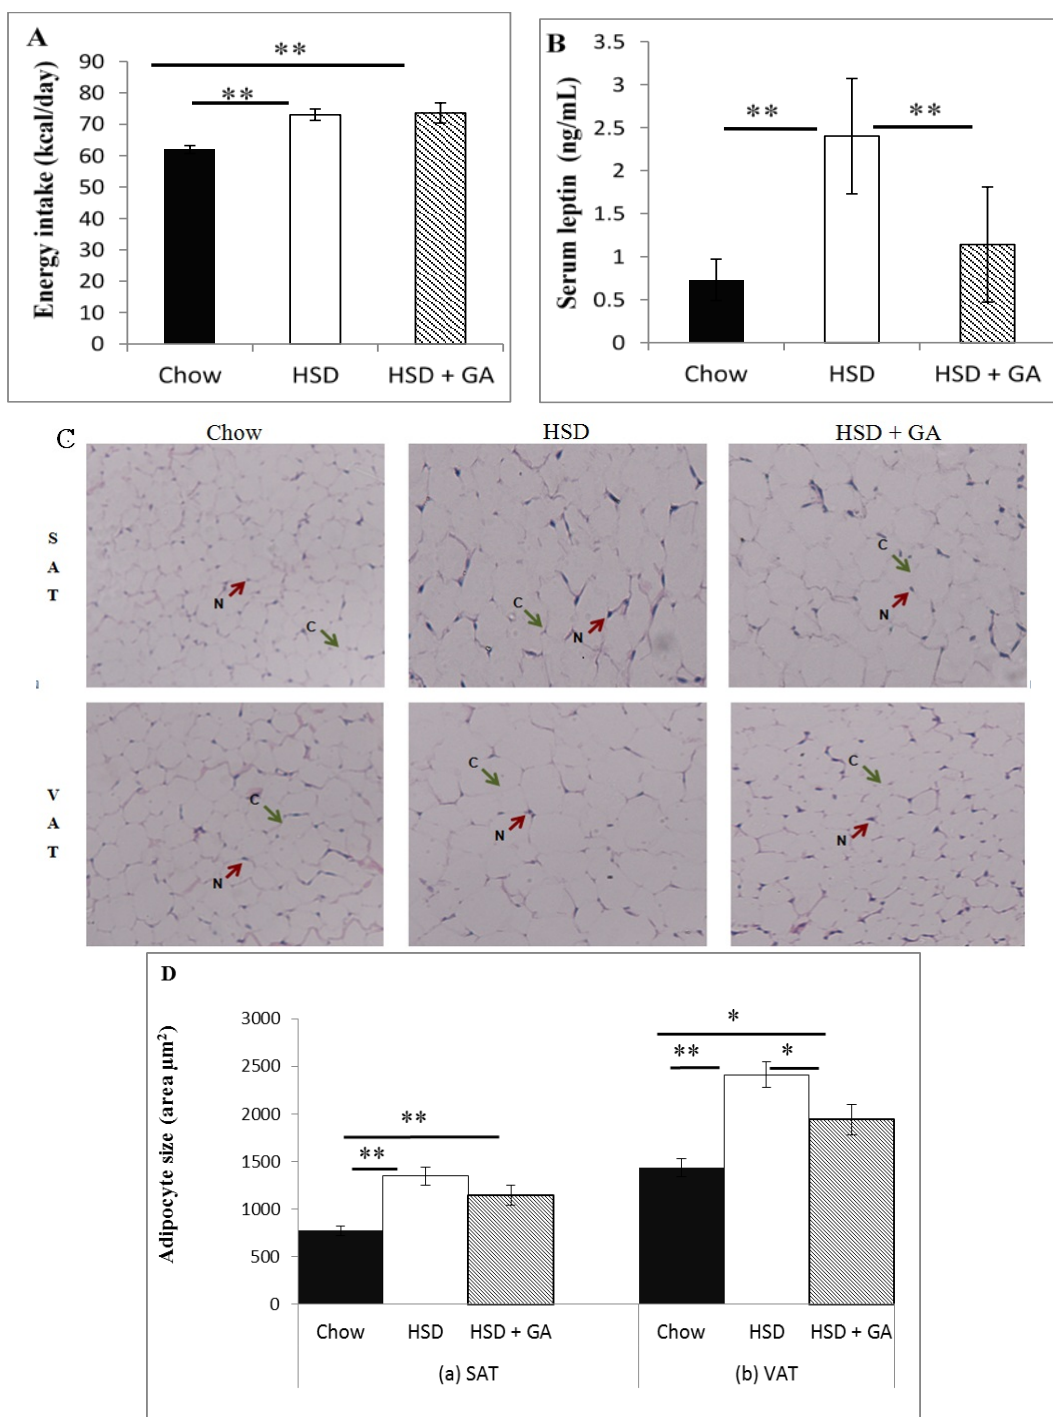 A
Energy intake (kcal/day)
90
80
70
60
50
40
30
20
10
0
**
**
Chow HSD HSD + GA
B
Serum leptin (ng/mL)
3.5
3
2.5
2
1.5
1
0.5
0
** **
Chow HSD HSD + GA
C
Chow HSD HSD + GA
S
A
T
N
C
C
N
C
N
V
A
T
C
N
C
N
C
N
D
Adipocyte size (area µm²)
3000
2500
2000
1500
1000
500
0
**
**
*
** *
Chow HSD HSD + GA Chow HSD HSD + GA
(a) SAT (b) VAT